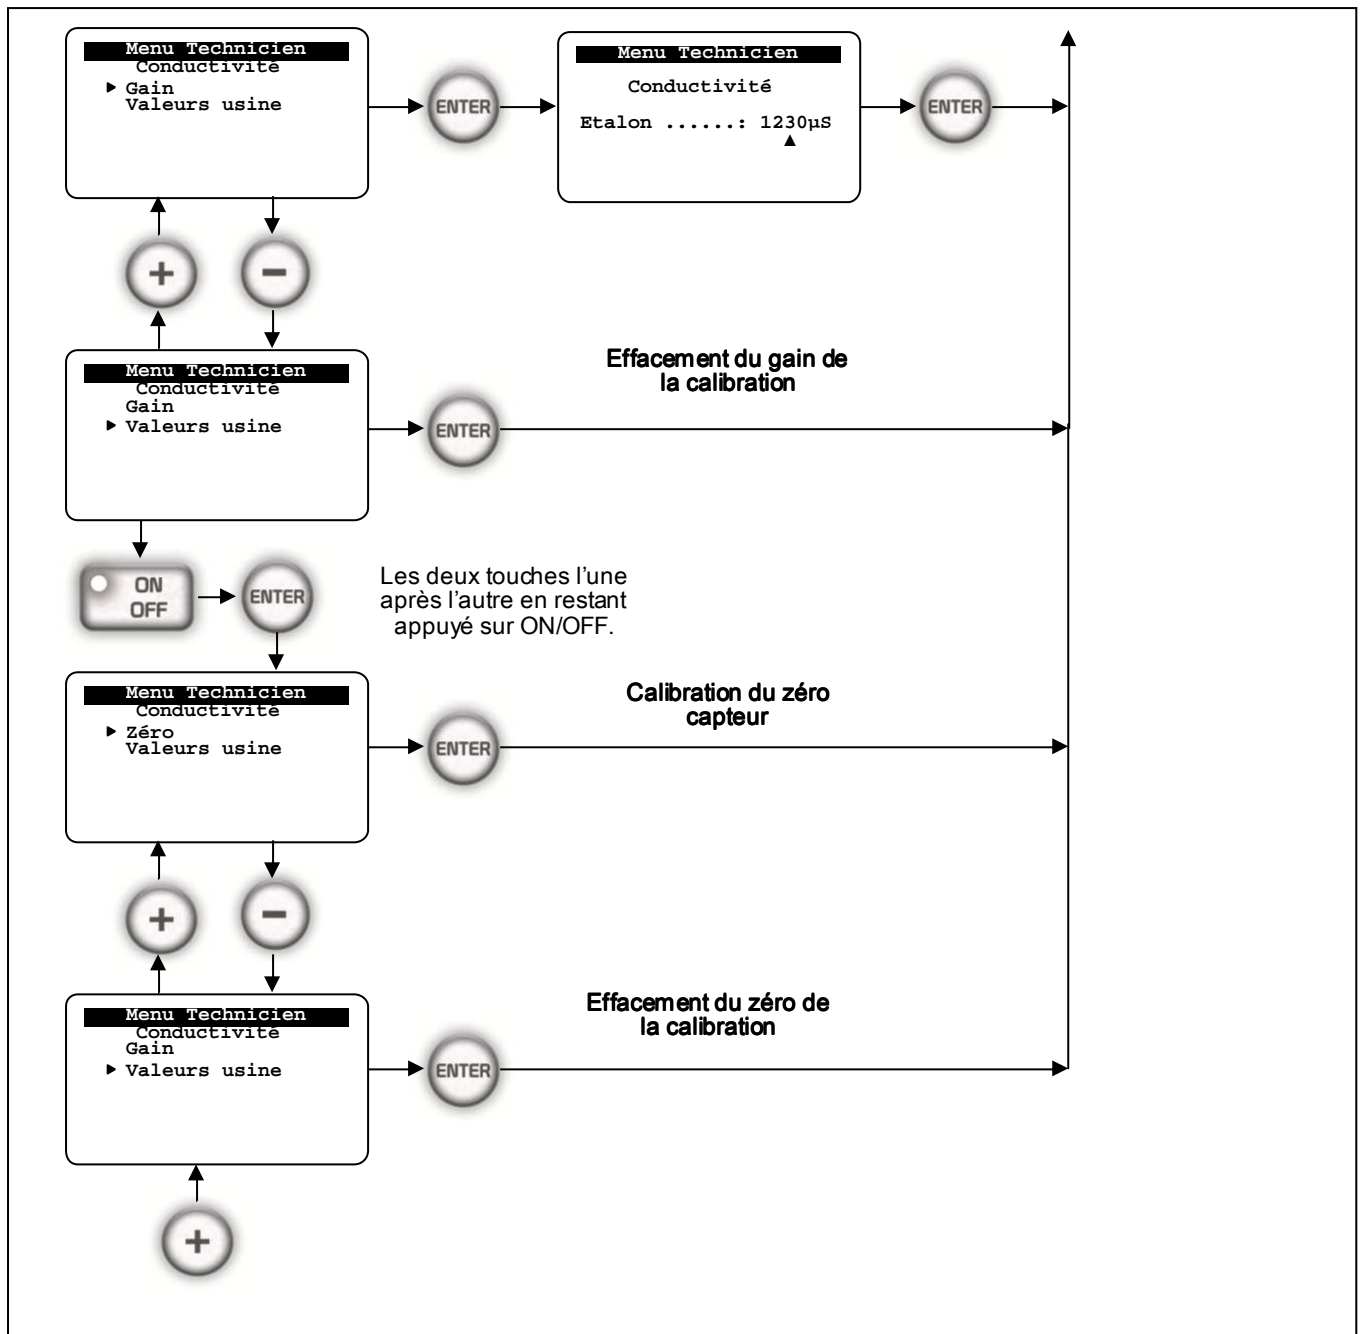 Menu Technicien
Conductivité
▶ Gain
Valeurs usine
ENTER
Menu Technicien
Conductivité
Etalon ......: 1230µS
▲
ENTER
+
−
Menu Technicien
Conductivité
Gain
▶ Valeurs usine
ENTER
Effacement du gain de
la calibration
ON
OFF
ENTER
Les deux touches l’une
après l’autre en restant
appuyé sur ON/OFF.
Menu Technicien
Conductivité
▶ Zéro
Valeurs usine
ENTER
Calibration du zéro
capteur
+
−
Menu Technicien
Conductivité
Gain
▶ Valeurs usine
ENTER
Effacement du zéro de
la calibration
+